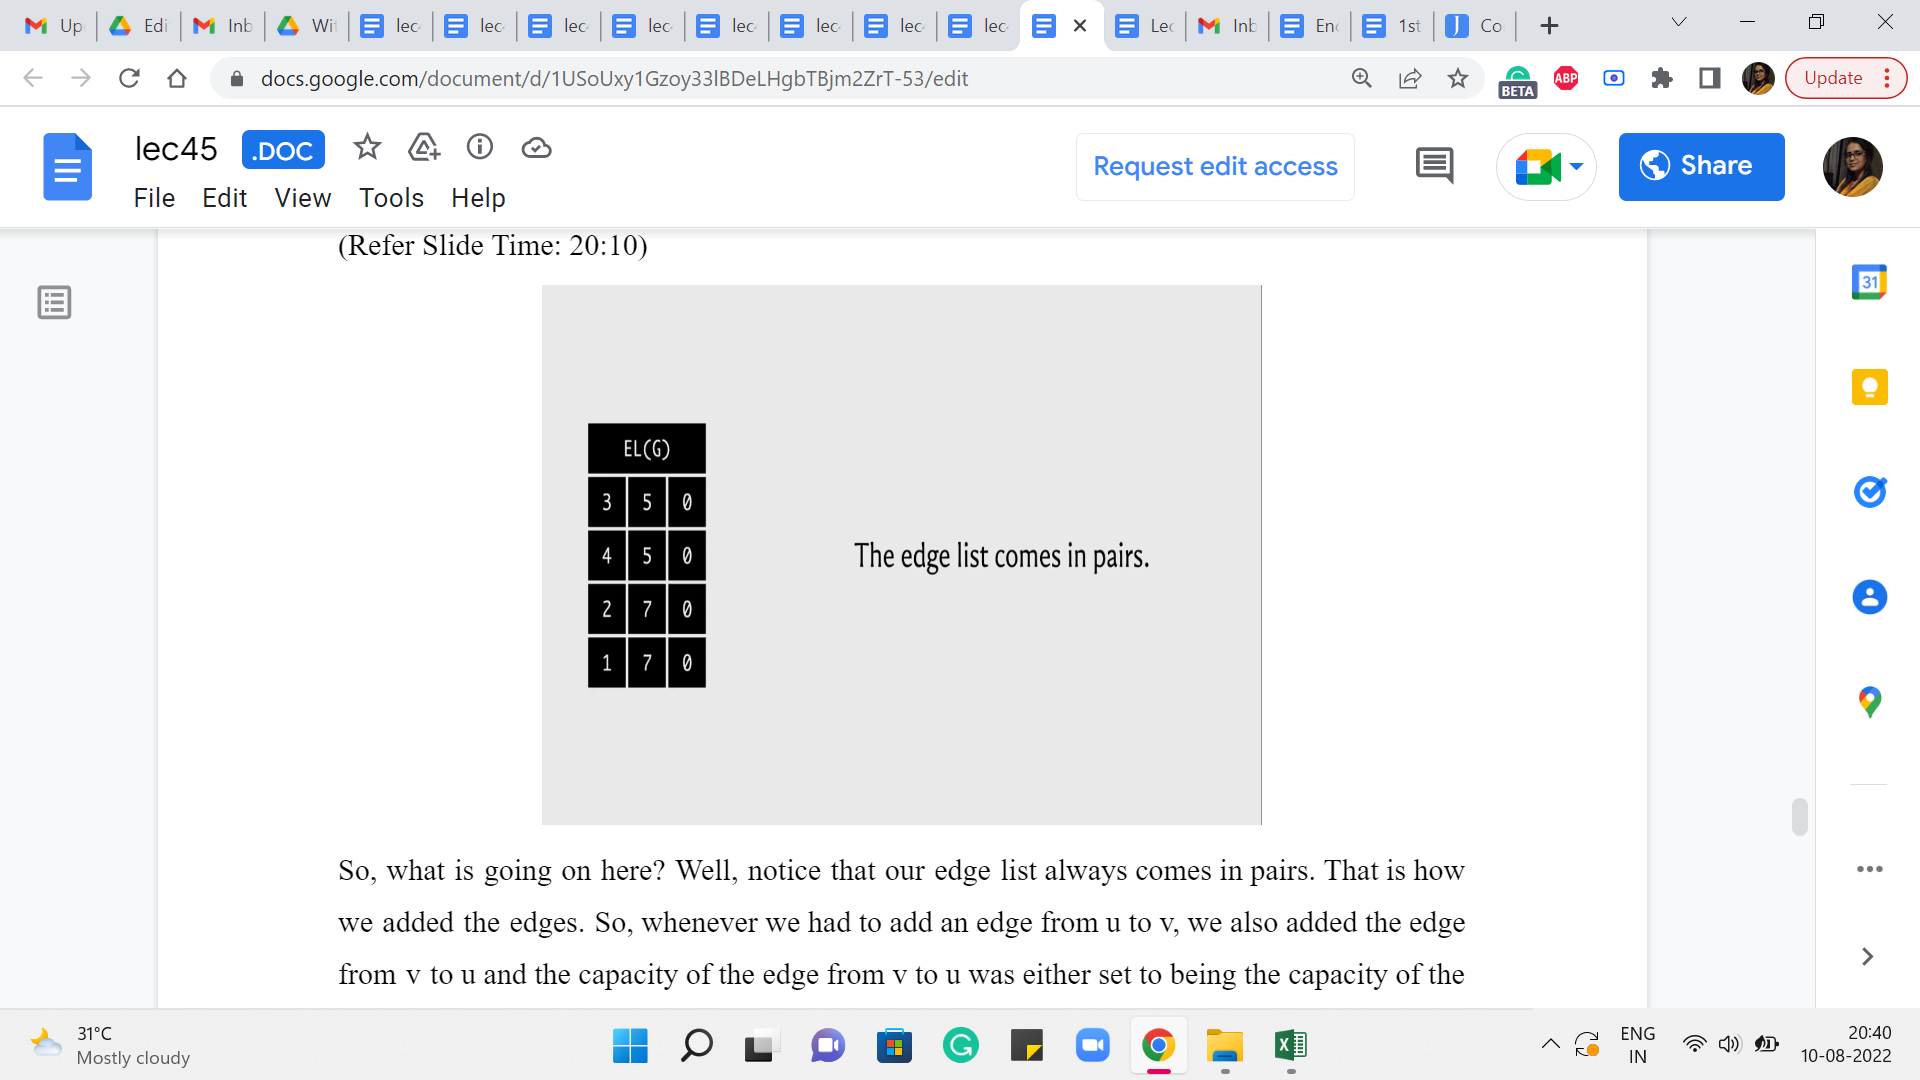 Up
Edi
Inb
Wi
lec
lec
lec
lec
lec
lec
lec
lec
Lec
Inb
End
1st
Co
docs.google.com/document/d/1USoUxy1Gzoy33lBDeLHgbTBjm2ZrT-53/edit
BETA
ABP
Update
lec45
.DOC
Request edit access
Share
File Edit View Tools Help
(Refer Slide Time: 20:10)
31
EL(G)
3 5 0
4 5 0
2 7 0
1 7 0
The edge list comes in pairs.
So, what is going on here? Well, notice that our edge list always comes in pairs. That is how
we added the edges. So, whenever we had to add an edge from u to v, we also added the edge
from v to u and the capacity of the edge from v to u was either set to being the capacity of the
31°C
Mostly cloudy
ENG
IN
20:40
10-08-2022